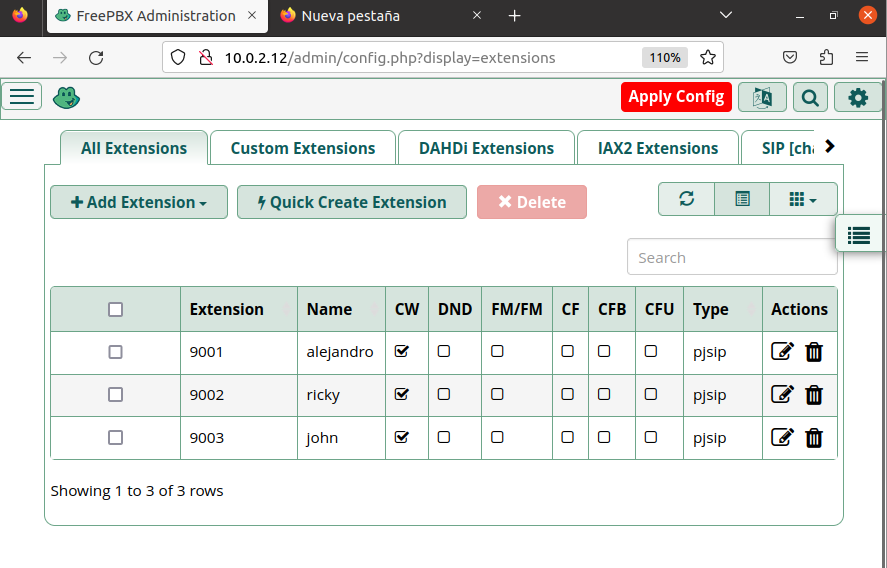 FreePBX Administration
Nueva pestaña
10.0.2.12/admin/config.php?display=extensions
110%
Apply Config
All Extensions
Custom Extensions
DAHDi Extensions
IAX2 Extensions
SIP [cha
Add Extension
Quick Create Extension
Delete
Search
Extension Name CW DND FM/FM CF CFB CFU Type Actions
9001 alejandro pjsip
9002 ricky pjsip
9003 john pjsip
Showing 1 to 3 of 3 rows